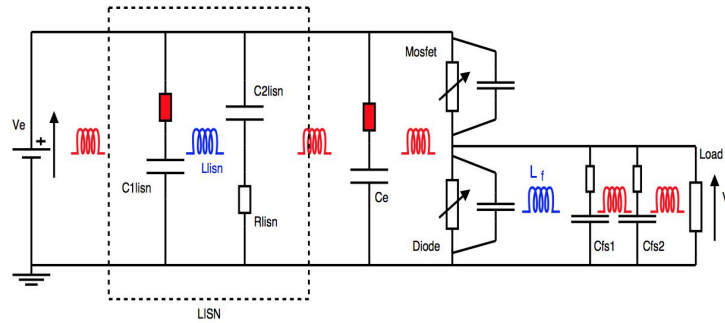 Mosfet
C2lisn
Ve
+
Llisn
Load
C1lisn
L f
V
Rlisn
Ce
Diode
Cfs1
Cfs2
LISN